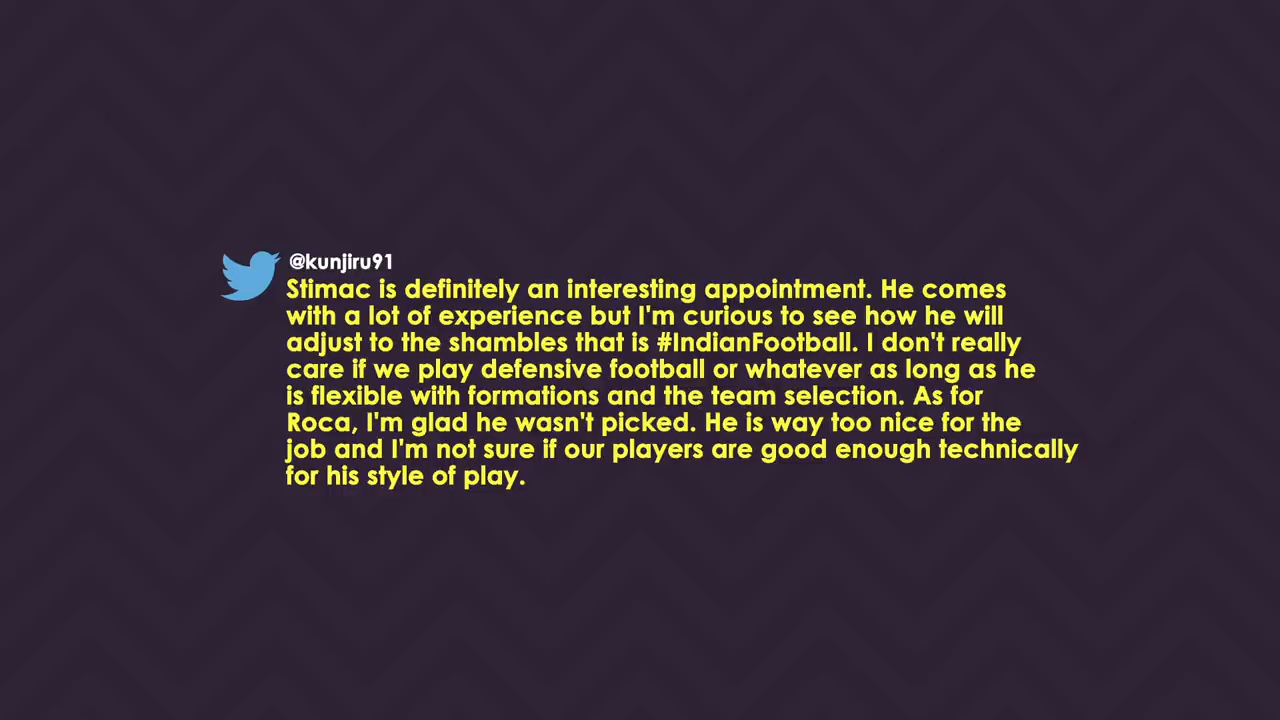 @kunjiru91
Stimac is definitely an interesting appointment. He comes
with a lot of experience but I'm curious to see how he will
adjust to the shambles that is #IndianFootball. I don't really
care if we play defensive football or whatever as long as he
is flexible with formations and the team selection. As for
Roca, I'm glad he wasn't picked. He is way too nice for the
job and I'm not sure if our players are good enough technically
for his style of play.